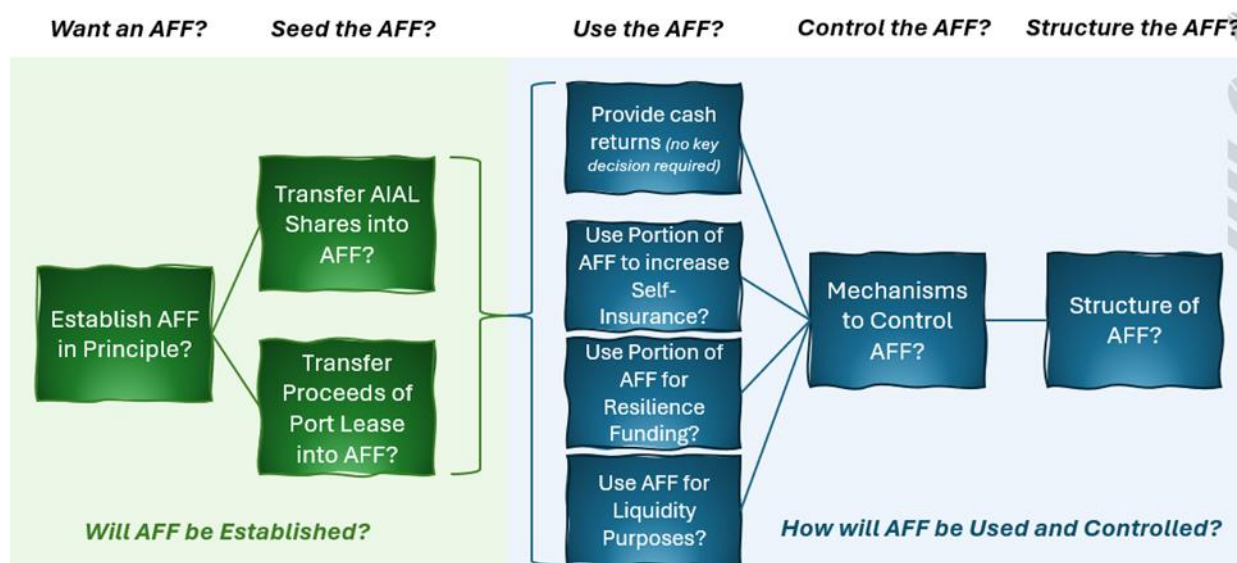 Want an AFF?
Seed the AFF?
Use the AFF?
Control the AFF?
Structure the AFF?
Establish AFF
in Principle?
Transfer AIAL
Shares into
AFF?
Transfer
Proceeds of
Port Lease
into AFF?
Provide cash
returns (no key
decision required)
Use Portion of
AFF to increase
Self-
Insurance?
Use Portion of
AFF for
Resilience
Funding?
Use AFF for
Liquidity
Purposes?
Mechanisms
to Control
AFF?
Structure of
AFF?
Will AFF be Established?
How will AFF be Used and Controlled?